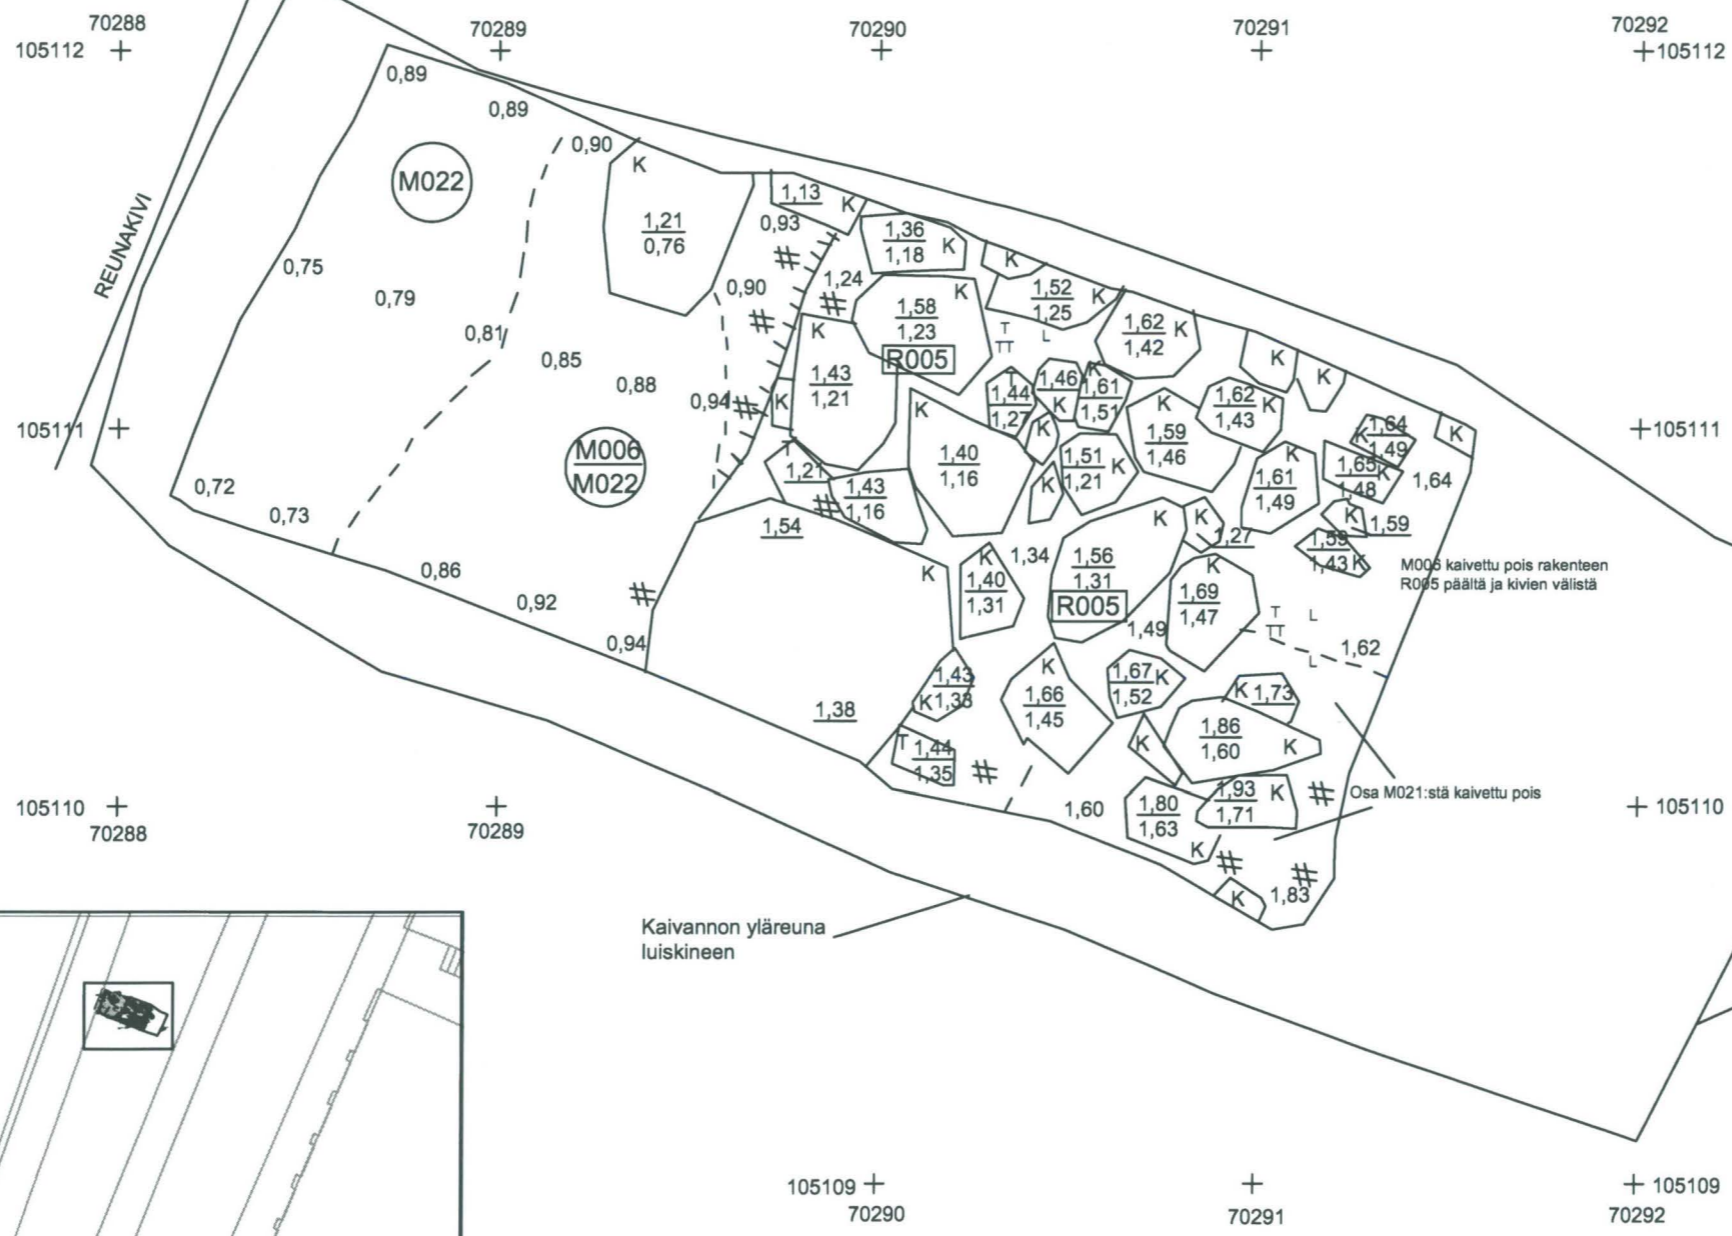 70288
70289
70290
70291
70292
105112
105112
0,89
0,89
0,90
K
M022
1,13
K
0,93
1,21
0,76
1,36
1,18
K
K
REUNAKIVI
0,75
0,79
0,90
1,24
1,52
1,25
K
K
1,58
1,23
R005
T
TT
L
1,62
1,42
K
0,81
0,85
0,88
0,94
K
1,43
1,21
K
K
K
T
1,44
1,27
1,46
K
K
1,61
1,51
K
1,62
1,43
K
105111
105111
M006
M022
K
1,40
1,16
K
1,51
1,21
K
K
1,59
1,46
K
1,61
1,49
1,64
K
1,49
1,65
K
1,48
1,64
K
T
1,21
1,43
1,16
0,72
0,73
1,54
K
K
1,27
K
1,59
1,59
1,43
K
M006 kaivettu pois rakenteen
R005 päältä ja kivien välistä
K
K
1,40
1,31
1,34
1,56
1,31
R005
K
1,69
1,47
0,86
0,92
0,94
1,49
T
TT
L
L
1,62
1,43
K
1,33
K
1,66
1,45
1,67
K
1,52
K
1,73
1,38
T
1,44
1,35
K
1,86
1,60
K
1,60
1,80
1,63
K
1,93
1,71
K
Osa M021:stä kaivettu pois
105110
70288
70289
105110
1,83
K
Kaivannon yläreuna
luiskineen
105109
70290
70291
105109
70292